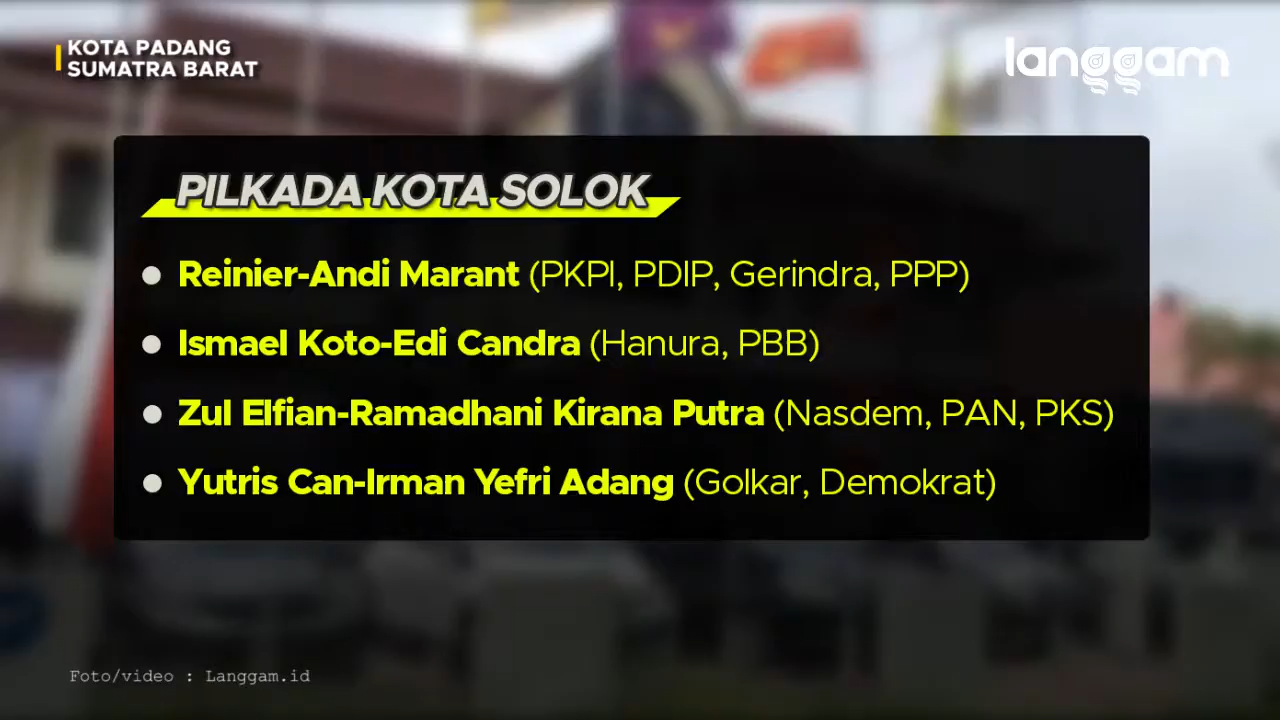 KOTA PADANG
SUMATRA BARAT
langgam
PILKADA KOTA SOLOK
Reinier-Andi Marant (PKPI, PDIP, Gerindra, PPP)
Ismael Koto-Edi Candra (Hanura, PBB)
Zul Elfian-Ramadhani Kirana Putra (Nasdem, PAN, PKS)
Yutris Can-Irman Yefri Adang (Golkar, Demokrat)
Foto/video : Langgam.id